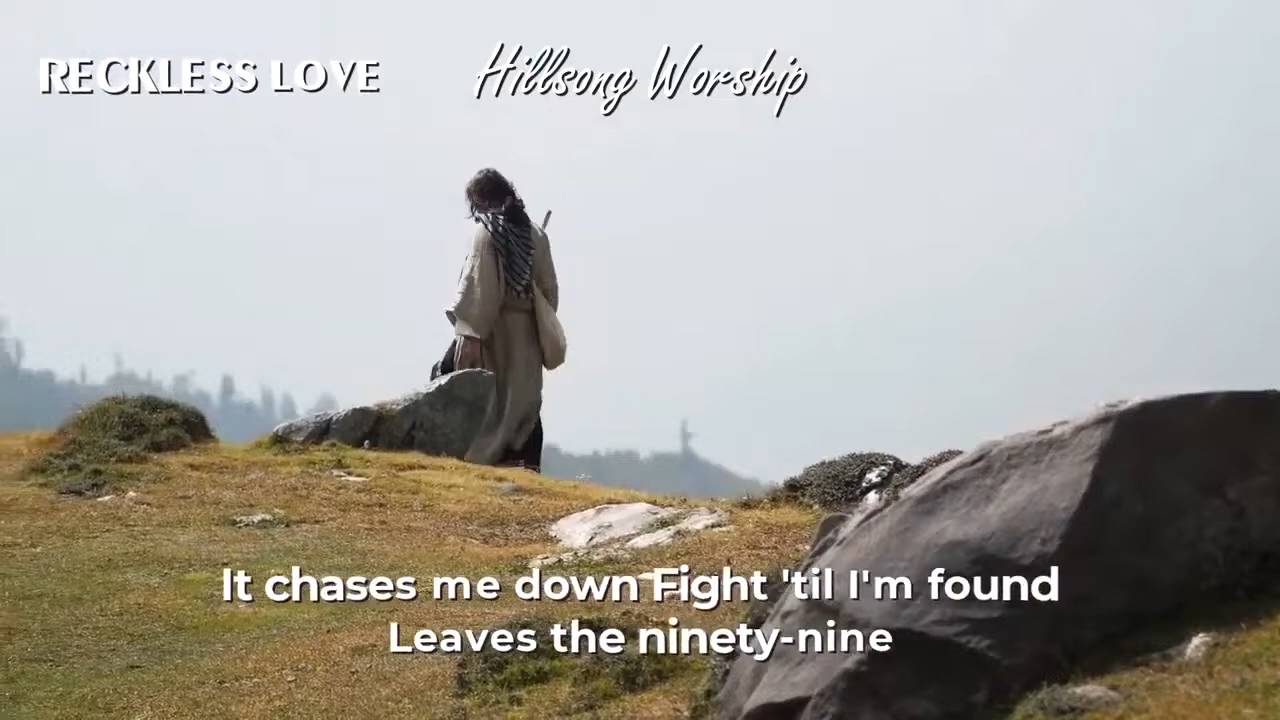 RECKLESS LOVE
Hillsong Worship
It chases me down Fight 'til I'm found
Leaves the ninety-nine